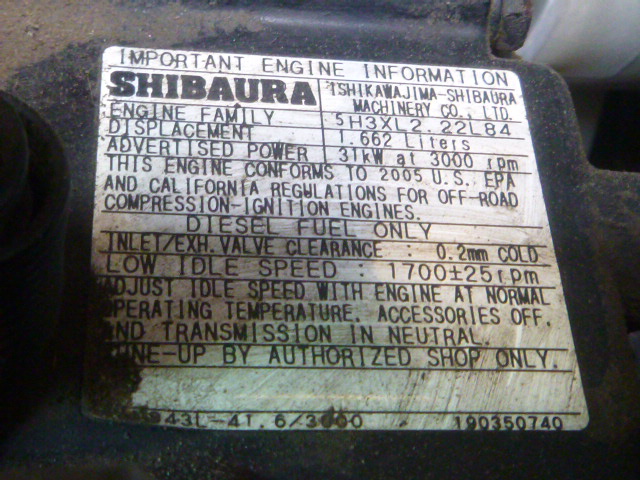 IMPORTANT ENGINE INFORMATION
SHIBAURA ISHIKAWAJIMA-SHIBAURA MACHINERY CO., LTD.
ENGINE FAMILY 5H3XL2.22L84
DISPLACEMENT 1.662 Liters
ADVERTISED POWER 31kW at 3000 rpm
THIS ENGINE CONFORMS TO 2005 U.S. EPA
AND CALIFORNIA REGULATIONS FOR OFF-ROAD
COMPRESSION-IGNITION ENGINES.
DIESEL FUEL ONLY
INLET/EXH.VALVE CLEARANCE : 0.2mm COLD
LOW IDLE SPEED : 1700±25rpm
ADJUST IDLE SPEED WITH ENGINE AT NORMAL
OPERATING TEMPERATURE. ACCESSORIES OFF.
AND TRANSMISSION IN NEUTRAL.
TUNE-UP BY AUTHORIZED SHOP ONLY.
190350740